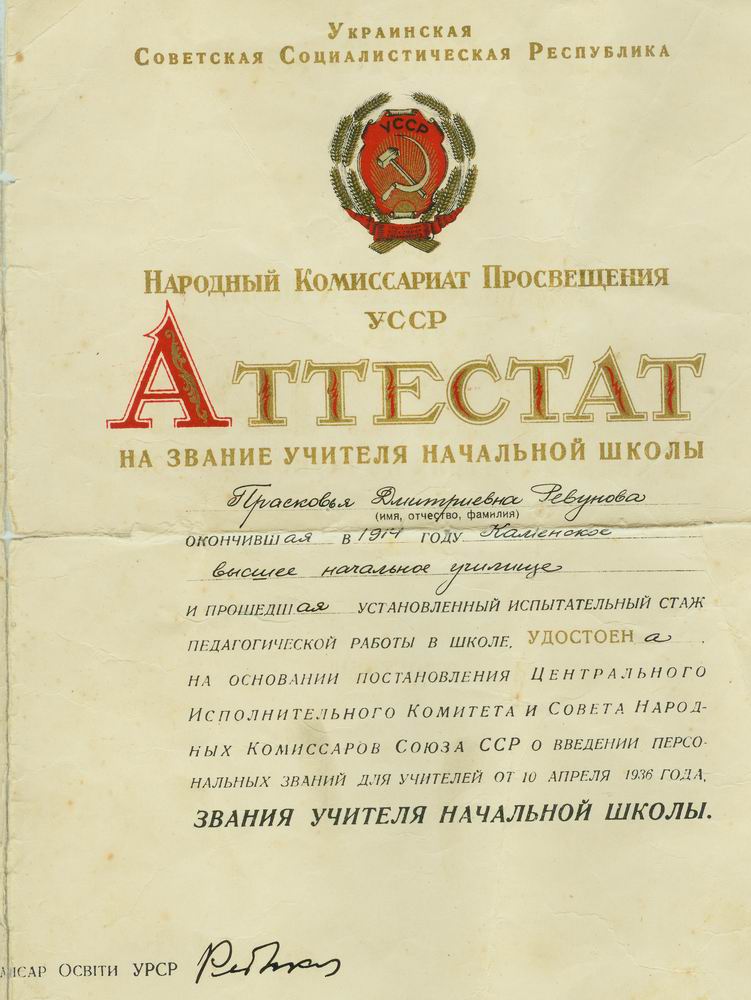 Украинская
Советская Социалистическая Республика
УССР
Народный Комиссариат Просвещения
УССР
Аттестат
на звание учителя начальной школы
Прасковья Дмитриевна Ревунова
(имя, отчество, фамилия)
окончившая в 1914 году Каменское
высшее начальное училище
и прошедшая установленный испытательный стаж
педагогической работы в школе, удостоена
на основании постановления Центрального
Исполнительного Комитета и Совета Народ-
ных Комиссаров Союза ССР о введении персо-
нальных званий для учителей от 10 апреля 1936 года,
звания учителя начальной школы.
Освіти УРСР